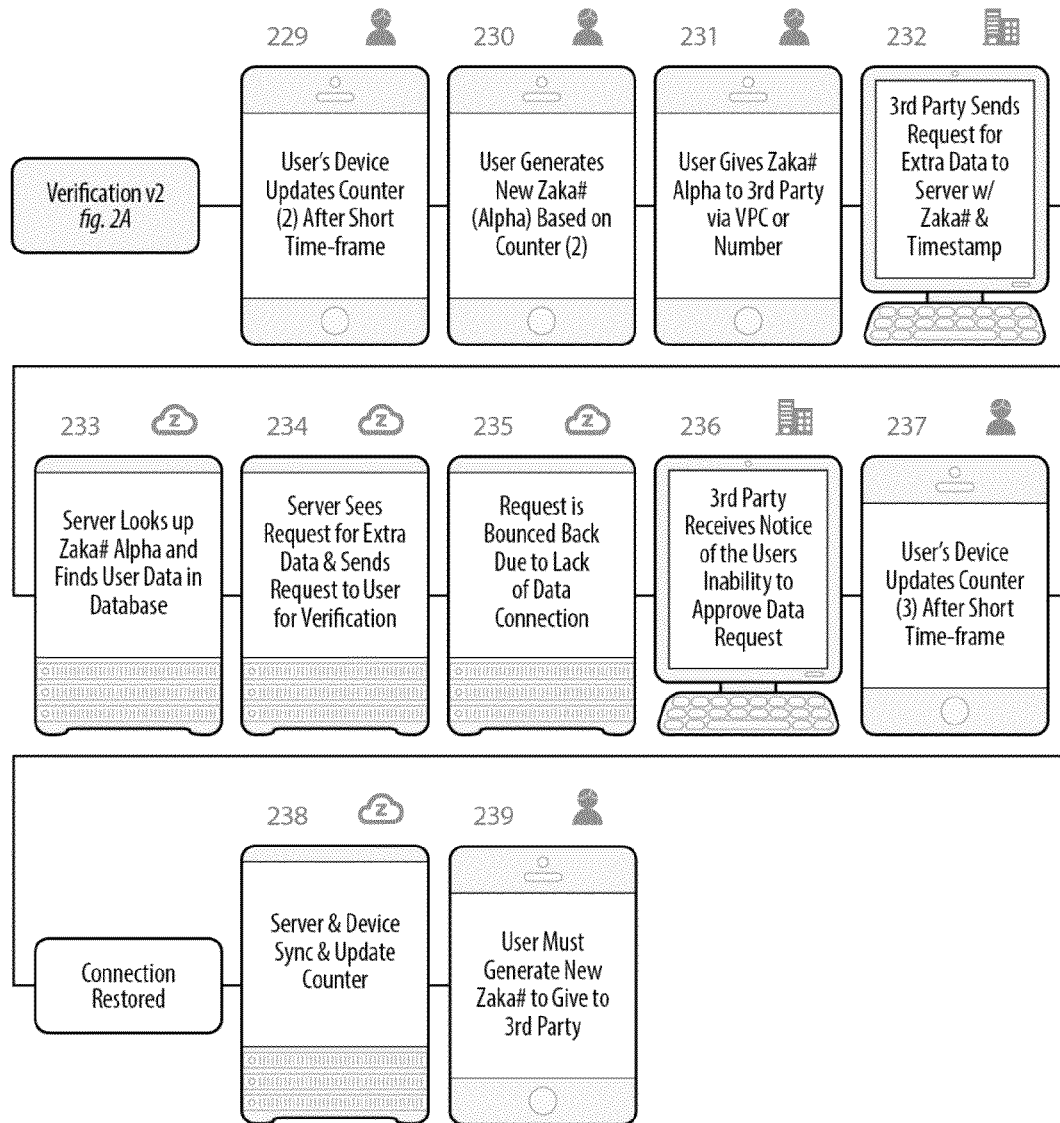 229
230
231
232
Verification v2
fig. 2A
User's Device
Updates Counter
(2) After Short
Time-frame
User Generates
New Zaka#
(Alpha) Based on
Counter (2)
User Gives Zaka#
Alpha to 3rd Party
via VPC or
Number
3rd Party Sends
Request for
Extra Data to
Server w/
Zaka# &
Timestamp
233
Z
234
Z
235
Z
236
237
Server Looks up
Zaka# Alpha and
Finds User Data in
Database
Server Sees
Request for Extra
Data & Sends
Request to User
for Verification
Request is
Bounced Back
Due to Lack
of Data
Connection
3rd Party
Receives Notice
of the Users
Inability to
Approve Data
Request
User's Device
Updates Counter
(3) After Short
Time-frame
238
Z
239
Connection
Restored
Server & Device
Sync & Update
Counter
User Must
Generate New
Zaka# to Give to
3rd Party